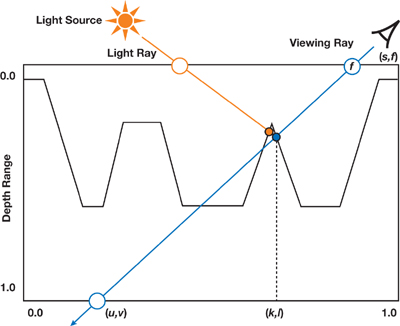 Light Source
Viewing Ray
(s,f)
Light Ray
f
0.0
Depth Range
1.0
0.0
(u,v)
(k,l)
1.0